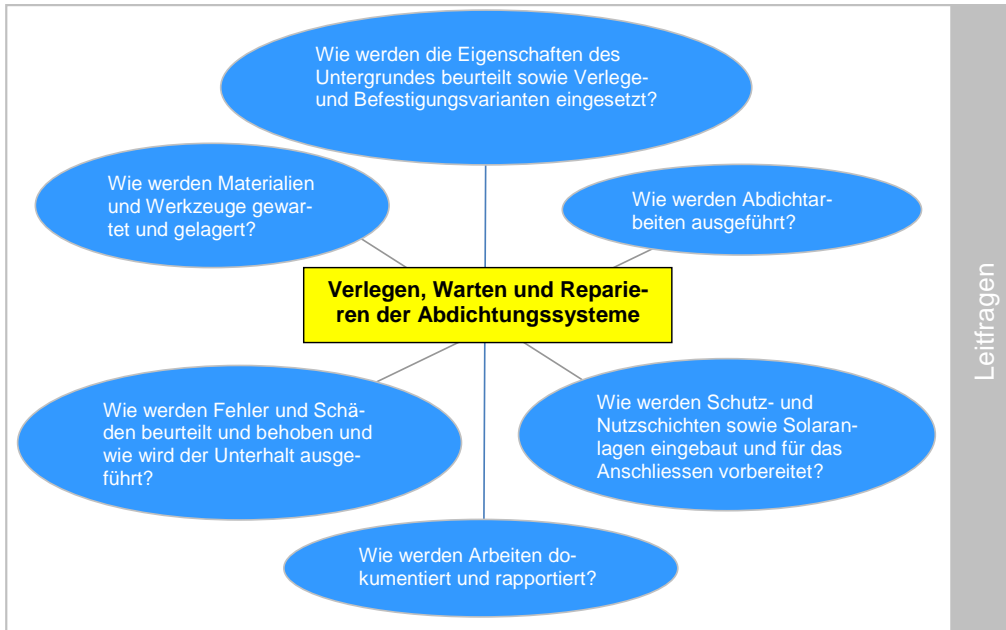 Wie werden die Eigenschaften des
Untergrundes beurteilt sowie Verlege-
und Befestigungsvarianten eingesetzt?
Wie werden Materialien
und Werkzeuge gewar-
tet und gelagert?
Wie werden Abdichtar-
beiten ausgeführt?
Verlegen, Warten und Reparie-
ren der Abdichtungssysteme
Wie werden Fehler und Schä-
den beurteilt und behoben und
wie wird der Unterhalt ausge-
führt?
Wie werden Schutz- und
Nutzschichten sowie Solaran-
lagen eingebaut und für das
Anschliessen vorbereitet?
Wie werden Arbeiten do-
kumentiert und rapportiert?
Leitfragen